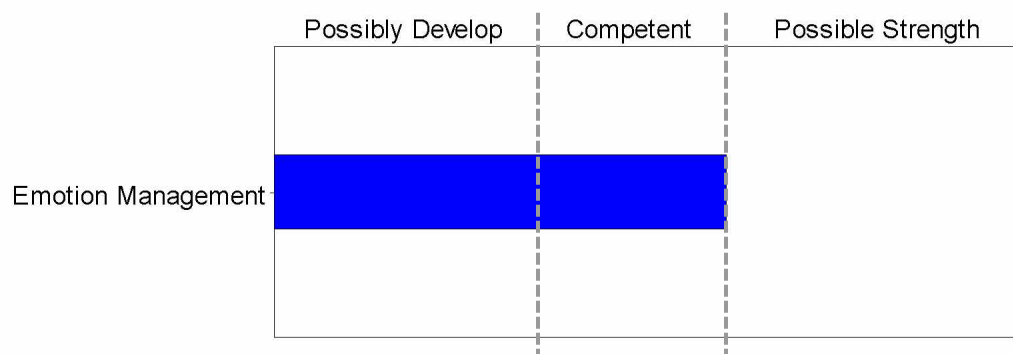 Possibly Develop Competent Possible Strength
Emotion Management